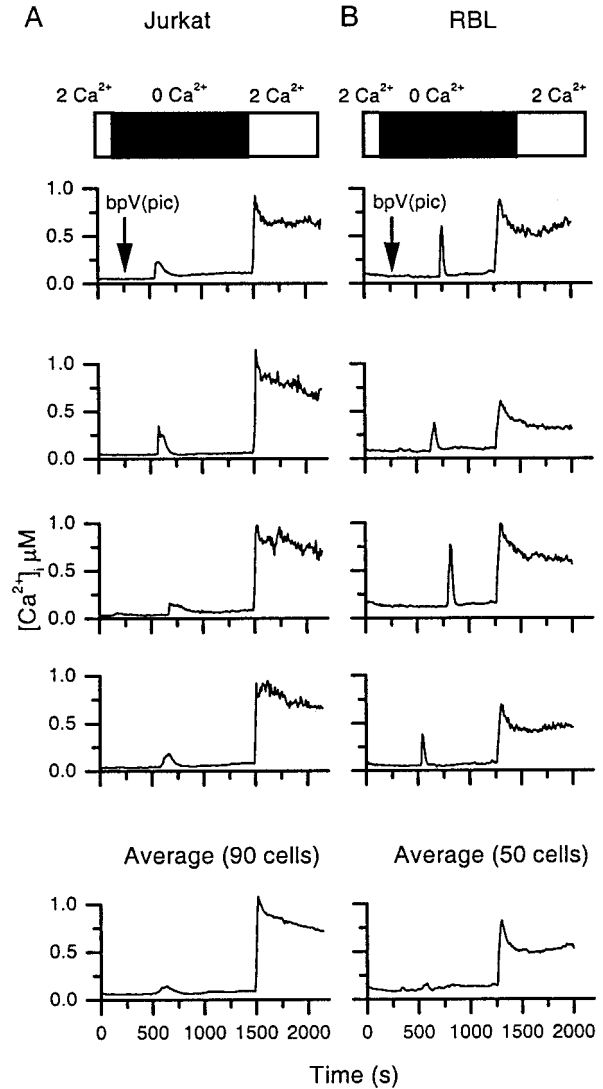 A Jurkat B RBL
2 Ca²⁺ 0 Ca²⁺ 2 Ca²⁺ 2 Ca²⁺ 0 Ca²⁺ 2 Ca²⁺
1.0
bpV(pic) bpV(pic)
0.5
0.0
1.0
0.5
0.0
1.0
0.5
0.0
[Ca²⁺]ᵢ μM
1.0
0.5
0.0
Average (90 cells) Average (50 cells)
1.0
0.5
0.0
0 500 1000 1500 2000 0 500 1000 1500 2000
Time (s)